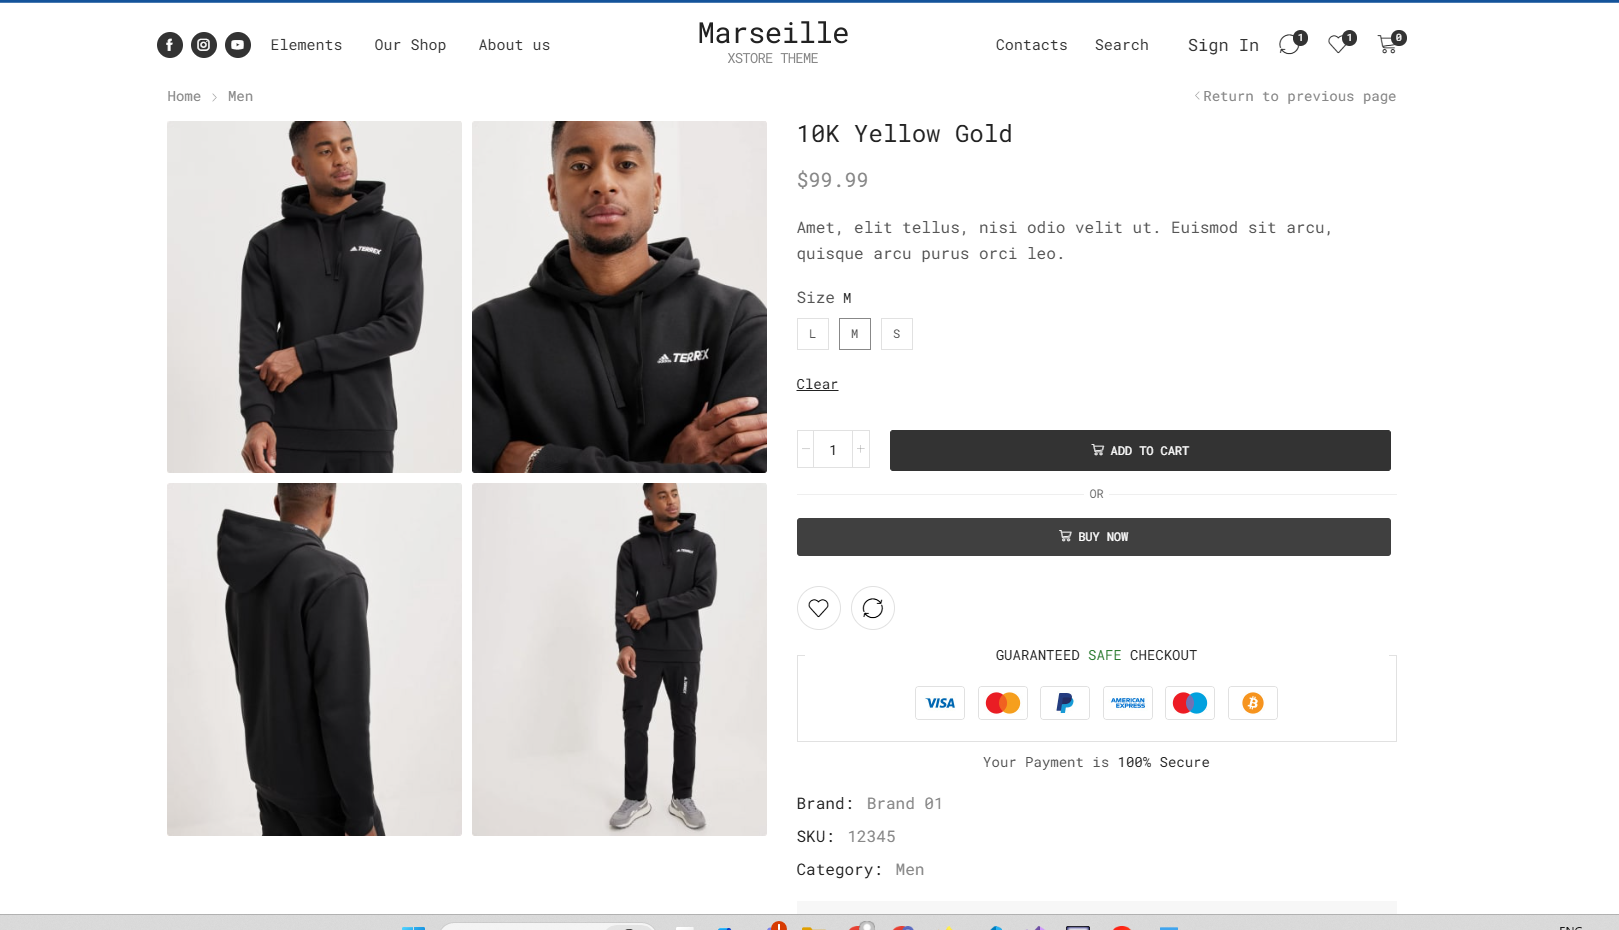 Elements Our Shop About us
Marseille
XSTORE THEME
Contacts Search Sign In 1 1 0
Home > Men
Return to previous page
TERREX
adidas TERREX
TERREX
10K Yellow Gold
$99.99
Amet, elit tellus, nisi odio velit ut. Euismod sit arcu,
quisque arcu purus orci leo.
Size M
L M S
Clear
− 1 +
ADD TO CART
OR
BUY NOW
GUARANTEED SAFE CHECKOUT
VISA
AMERICAN
EXPRESS
Your Payment is 100% Secure
Brand: Brand 01
SKU: 12345
Category: Men